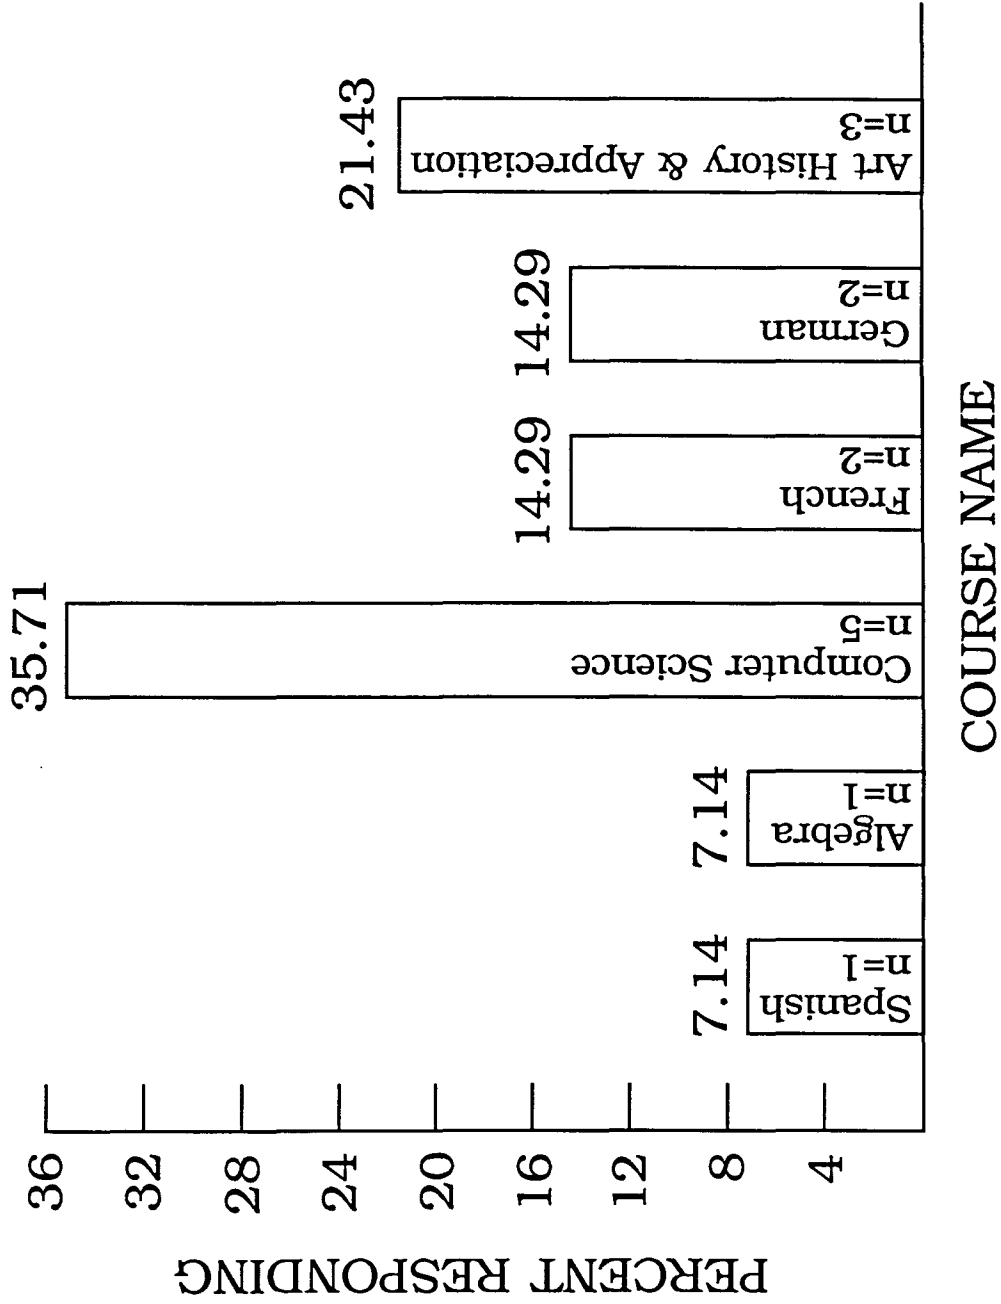 PERCENT RESPONDING
36
32
28
24
20
16
12
8
4
7.14
Spanish
n=1
7.14
Algebra
n=1
35.71
Computer Science
n=5
14.29
French
n=2
14.29
German
n=2
21.43
Art History & Appreciation
n=3
COURSE NAME